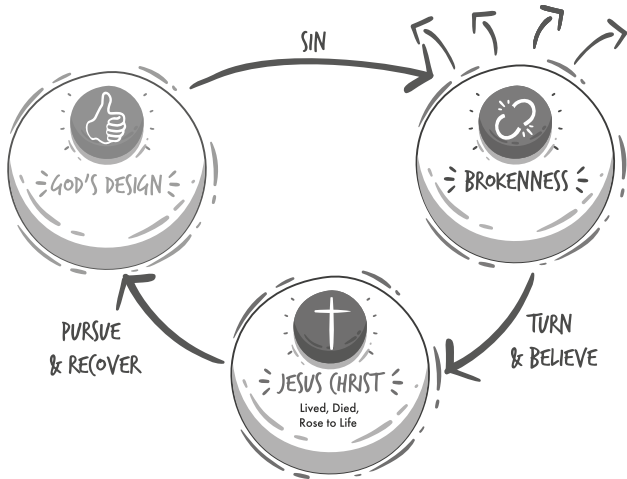 SIN
GOD'S DESIGN
BROKENNESS
TURN
& BELIEVE
PURSUE
& RECOVER
JESUS CHRIST
Lived, Died,
Rose to Life